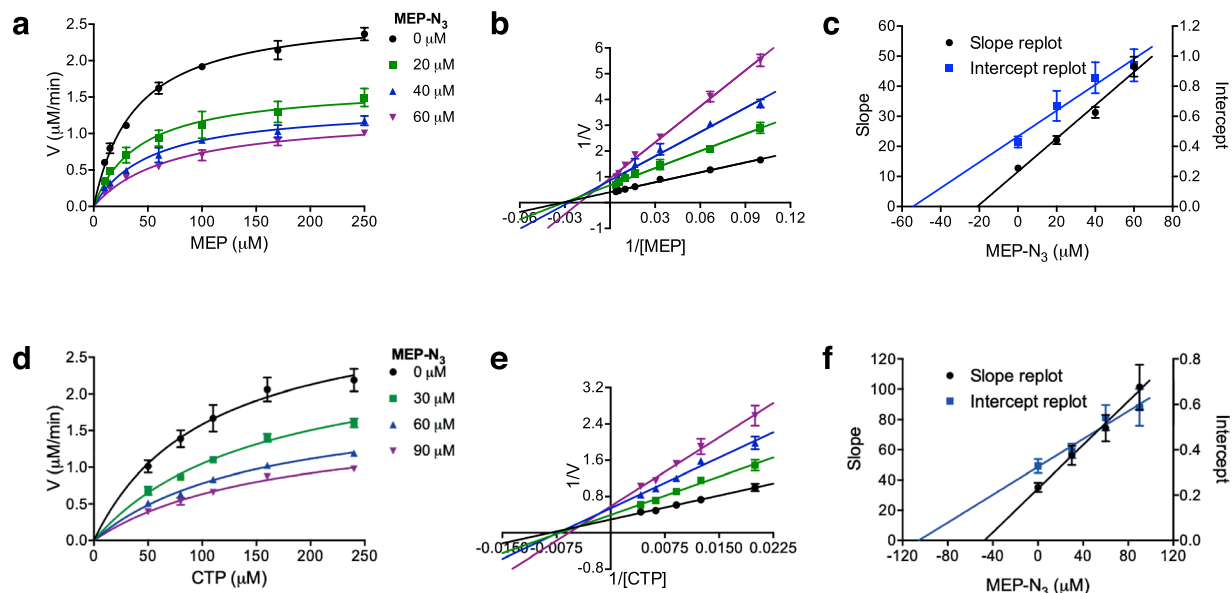 a
MEP-N3
0 μM
20 μM
40 μM
60 μM
V (μM/min)
2.5
2.0
1.5
1.0
0.5
0.0
0 50 100 150 200 250
MEP (μM)
b
1/V
6
5
4
3
2
1
-1
-0.06 -0.03 0.03 0.06 0.09 0.12
1/[MEP]
c
Slope replot
Intercept replot
Slope
60
50
40
30
20
10
0
1.2
1.0
0.8
0.6
0.4
0.2
0.0
Intercept
-60 -40 -20 0 20 40 60 80
MEP-N3 (μM)
d
MEP-N3
0 μM
30 μM
60 μM
90 μM
V (μM/min)
2.5
2.0
1.5
1.0
0.5
0.0
0 50 100 150 200 250
CTP (μM)
e
1/V
3.2
2.4
1.6
0.8
-0.8
-0.0150 -0.0075 0.0075 0.0150 0.0225
1/[CTP]
f
Slope replot
Intercept replot
Slope
120
100
80
60
40
20
0
0.8
0.6
0.4
0.2
0.0
Intercept
-120 -80 -40 0 40 80 120
MEP-N3 (μM)